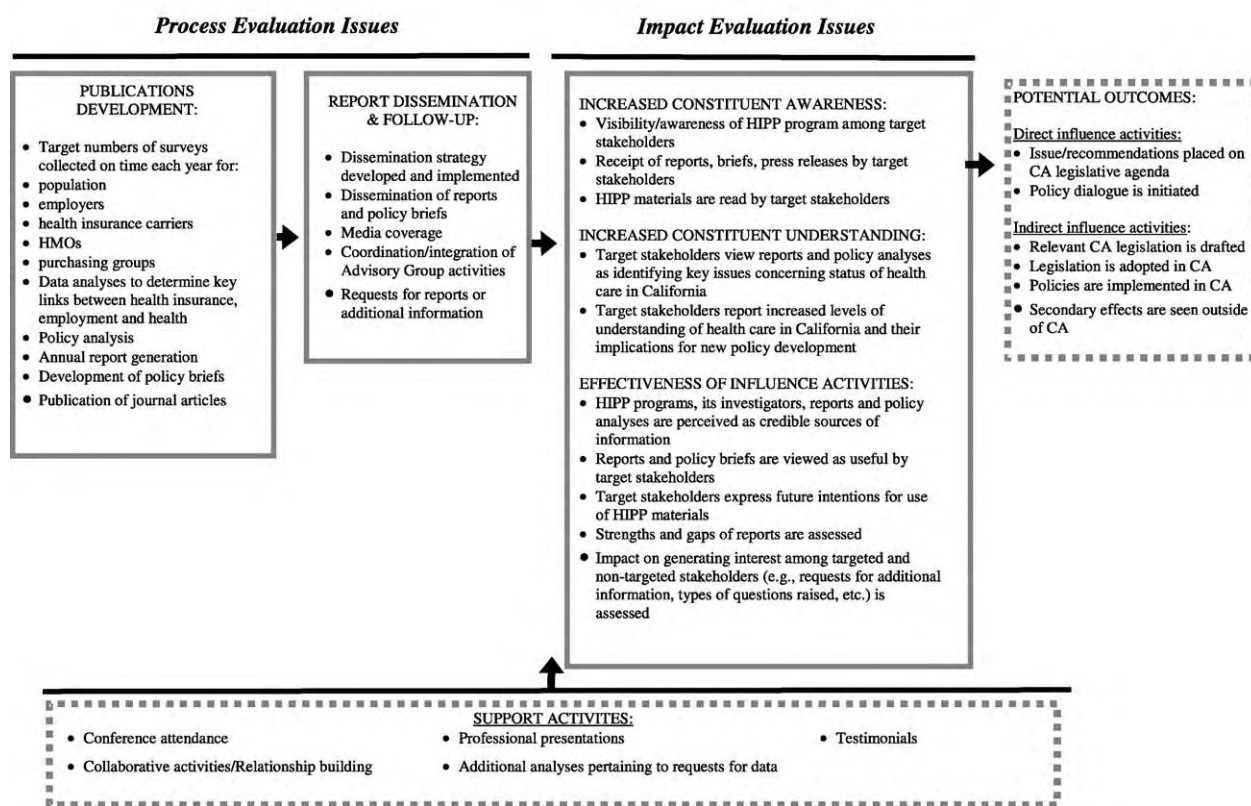 Process Evaluation Issues
Impact Evaluation Issues
PUBLICATIONS
DEVELOPMENT:
• Target numbers of surveys
collected on time each year for:
• population
• employers
• health insurance carriers
• HMOs
• purchasing groups
• Data analyses to determine key
links between health insurance,
employment and health
• Policy analysis
• Annual report generation
• Development of policy briefs
• Publication of journal articles
REPORT DISSEMINATION
& FOLLOW-UP:
• Dissemination strategy
developed and implemented
• Dissemination of reports
and policy briefs
• Media coverage
• Coordination/integration of
Advisory Group activities
• Requests for reports or
additional information
INCREASED CONSTITUENT AWARENESS:
• Visibility/awareness of HIPP program among target
stakeholders
• Receipt of reports, briefs, press releases by target
stakeholders
• HIPP materials are read by target stakeholders
INCREASED CONSTITUENT UNDERSTANDING:
• Target stakeholders view reports and policy analyses
as identifying key issues concerning status of health
care in California
• Target stakeholders report increased levels of
understanding of health care in California and their
implications for new policy development
EFFECTIVENESS OF INFLUENCE ACTIVITIES:
• HIPP programs, its investigators, reports and policy
analyses are perceived as credible sources of
information
• Reports and policy briefs are viewed as useful by
target stakeholders
• Target stakeholders express future intentions for use
of HIPP materials
• Strengths and gaps of reports are assessed
• Impact on generating interest among targeted and
non-targeted stakeholders (e.g., requests for additional
information, types of questions raised, etc.) is
assessed
POTENTIAL OUTCOMES:
Direct influence activities:
• Issue/recommendations placed on
CA legislative agenda
• Policy dialogue is initiated
Indirect influence activities:
• Relevant CA legislation is drafted
• Legislation is adopted in CA
• Policies are implemented in CA
• Secondary effects are seen outside
of CA
SUPPORT ACTIVITES:
• Conference attendance
• Professional presentations
• Testimonials
• Collaborative activities/Relationship building
• Additional analyses pertaining to requests for data